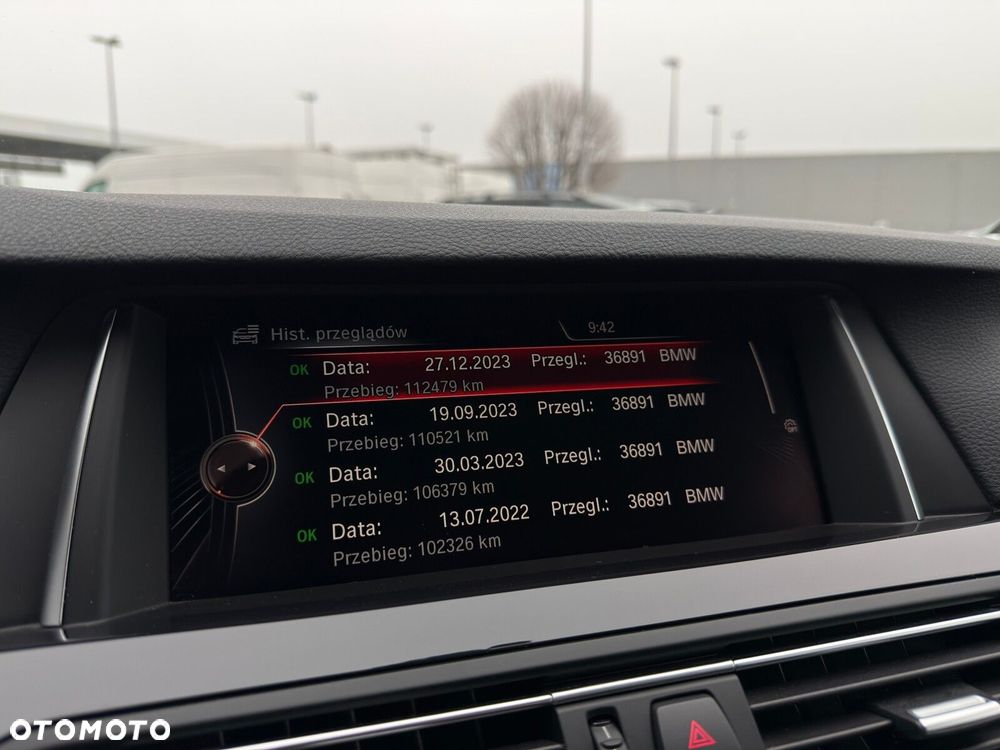 Hist. przeglądów 9:42
OK Data: 27.12.2023 Przegl.: 36891 BMW
Przebieg: 112479 km
OK Data: 19.09.2023 Przegl.: 36891 BMW
Przebieg: 110521 km
OK Data: 30.03.2023 Przegl.: 36891 BMW
Przebieg: 106379 km
OK Data: 13.07.2022 Przegl.: 36891 BMW
Przebieg: 102326 km
OTOMOTO